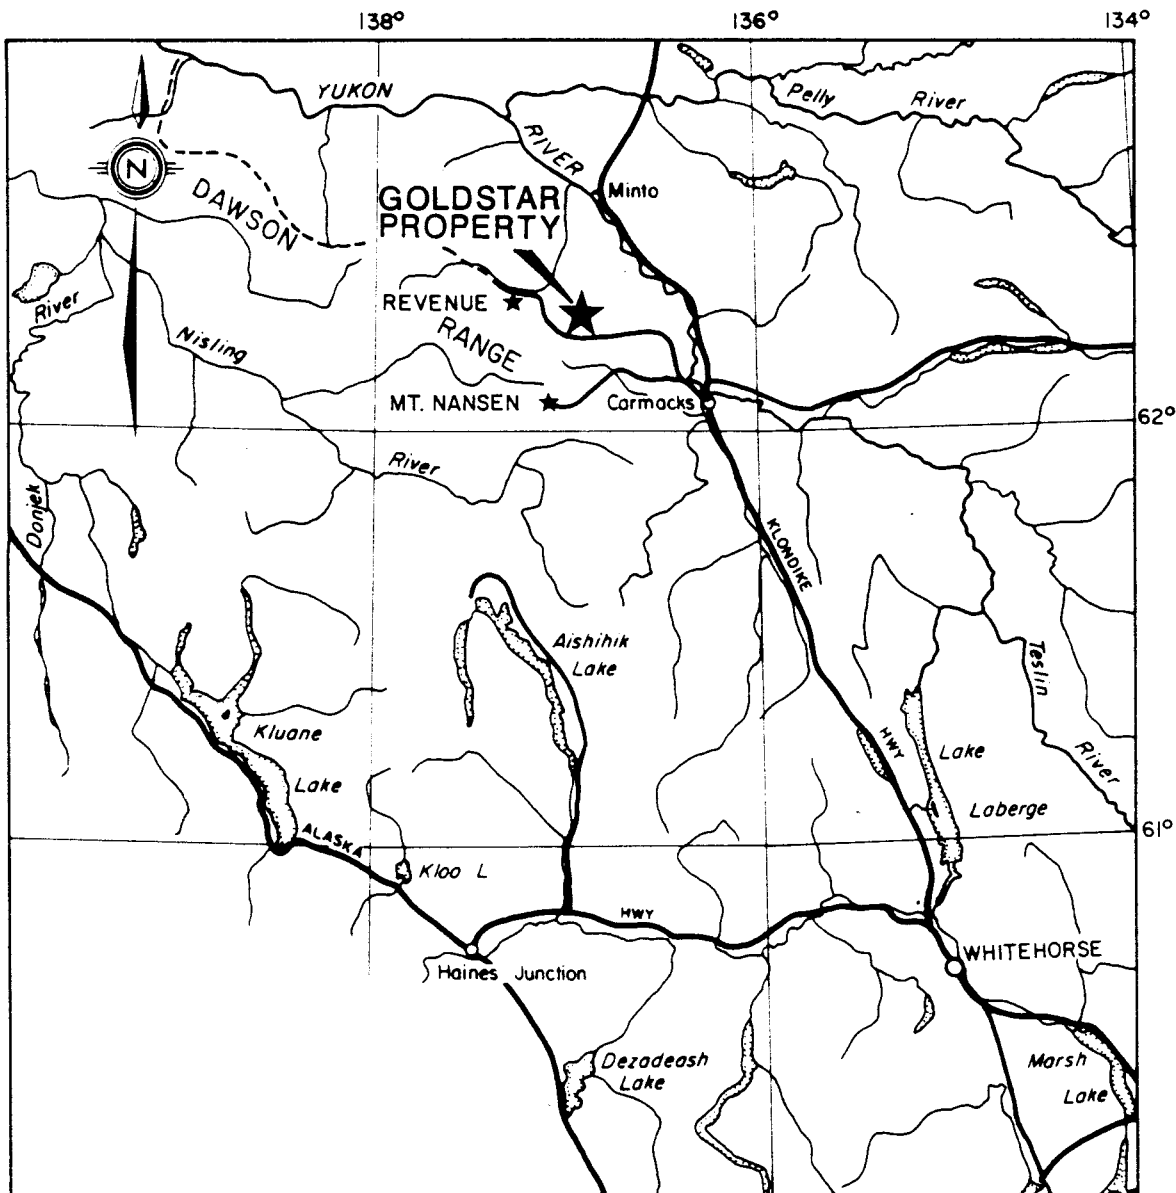 138°
136°
134°
YUKON
RIVER
Pelly
River
N
DAWSON
GOLDSTAR
PROPERTY
Minto
River
REVENUE
RANGE
Nisling
MT. NANSEN
Carmacks
62°
River
Donjek
KLONDIKE
HWY
Aishihik
Lake
Teslin
River
Kluane
Lake
Lake
Laberge
ALASKA
61°
Kloo L
HWY
WHITEHORSE
Haines Junction
Dezadeash
Lake
Marsh
Lake